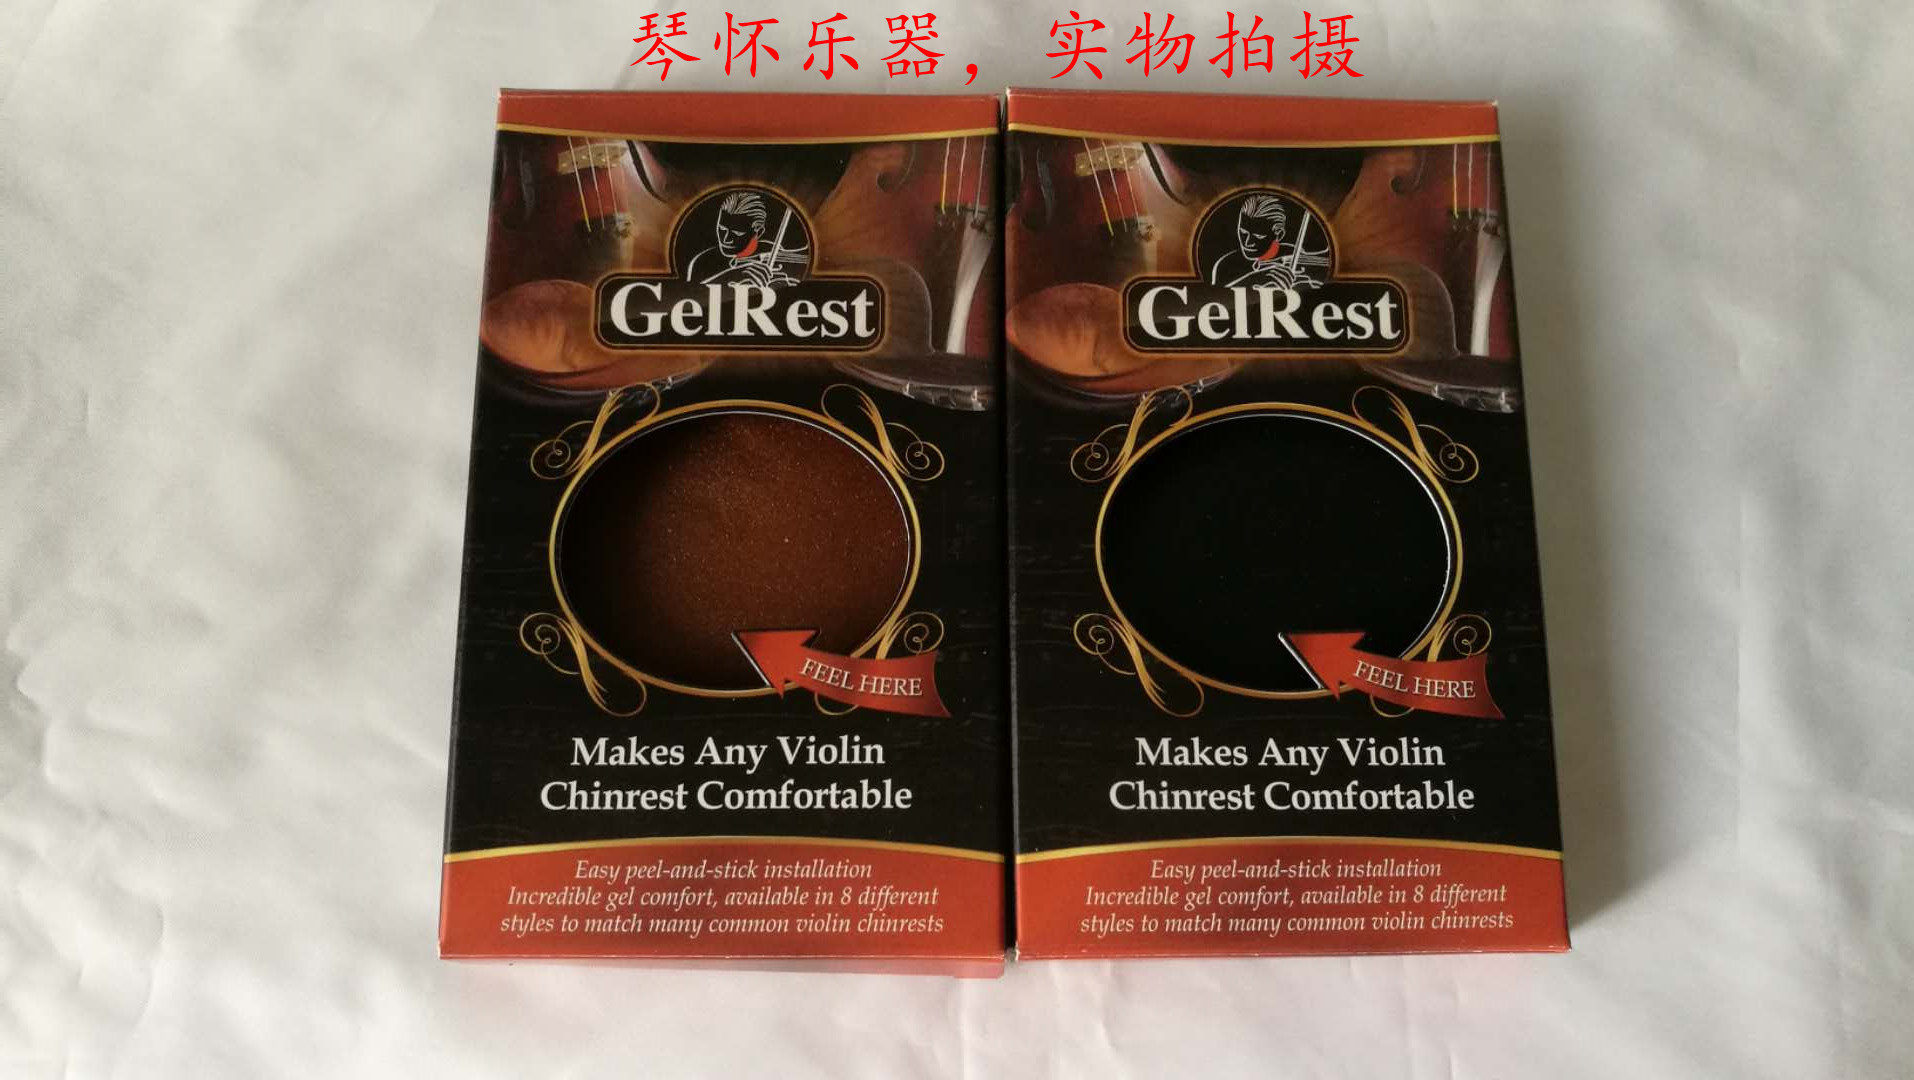 琴怀乐器，实物拍摄
GelRest
FEEL HERE
Makes Any Violin
Chinrest Comfortable
Easy peel-and-stick installation
Incredible gel comfort, available in 8 different
styles to match many common violin chinrests
GelRest
FEEL HERE
Makes Any Violin
Chinrest Comfortable
Easy peel-and-stick installation
Incredible gel comfort, available in 8 different
styles to match many common violin chinrests